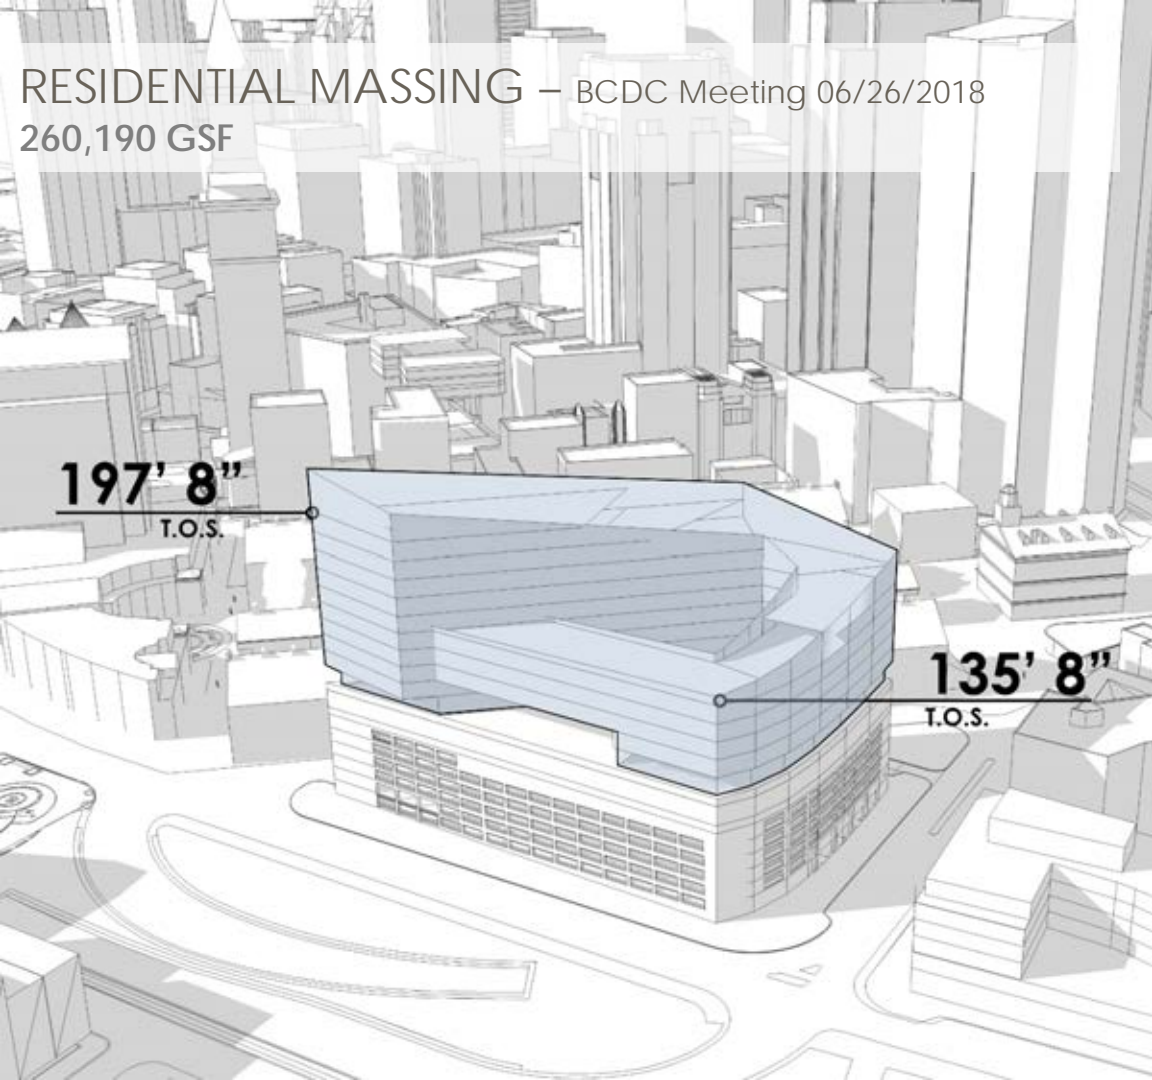 RESIDENTIAL MASSING – BCDC Meeting 06/26/2018
260,190 GSF
197’ 8”
T.O.S.
135’ 8”
T.O.S.